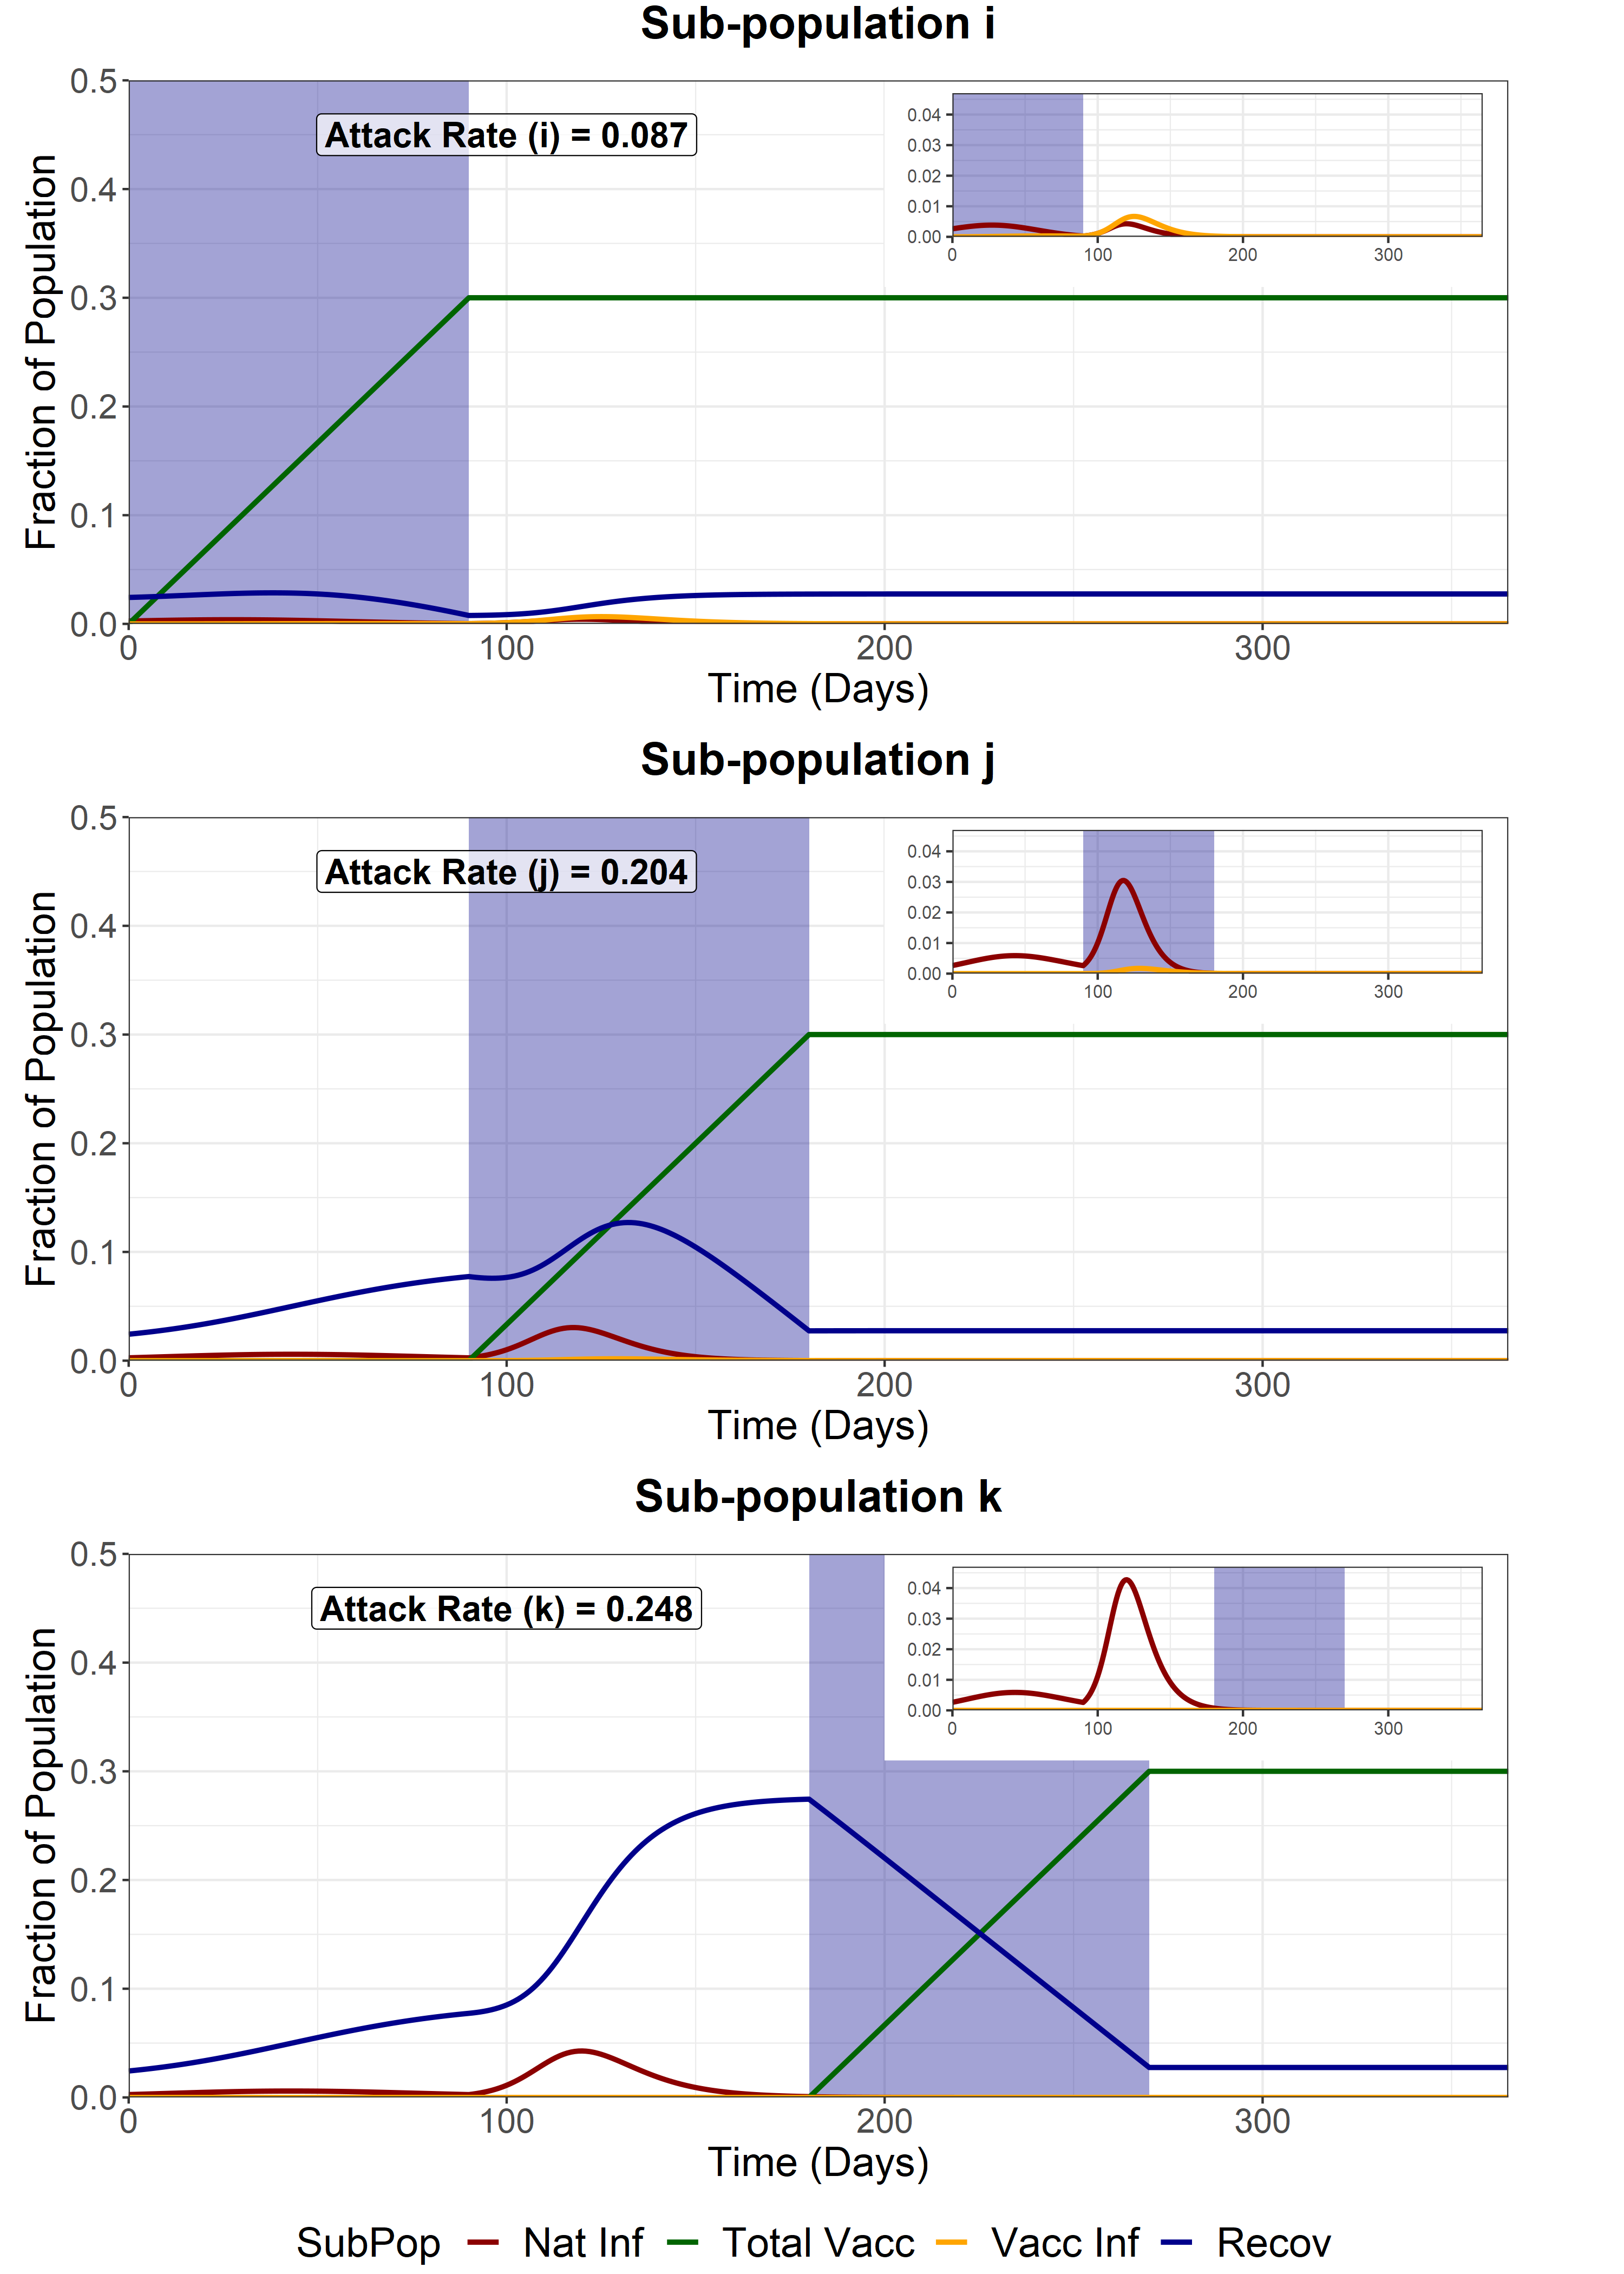 Sub-population i
Fraction of Population
0.5
0.4
0.3
0.2
0.1
0.0
Attack Rate (i) = 0.087
0.04
0.03
0.02
0.01
0.00
0 100 200 300
0 100 200 300
Time (Days)
Sub-population j
Fraction of Population
0.5
0.4
0.3
0.2
0.1
0.0
Attack Rate (j) = 0.204
0.04
0.03
0.02
0.01
0.00
0 100 200 300
0 100 200 300
Time (Days)
Sub-population k
Fraction of Population
0.5
0.4
0.3
0.2
0.1
0.0
Attack Rate (k) = 0.248
0.04
0.03
0.02
0.01
0.00
0 100 200 300
0 100 200 300
Time (Days)
SubPop Nat Inf Total Vacc Vacc Inf Recov